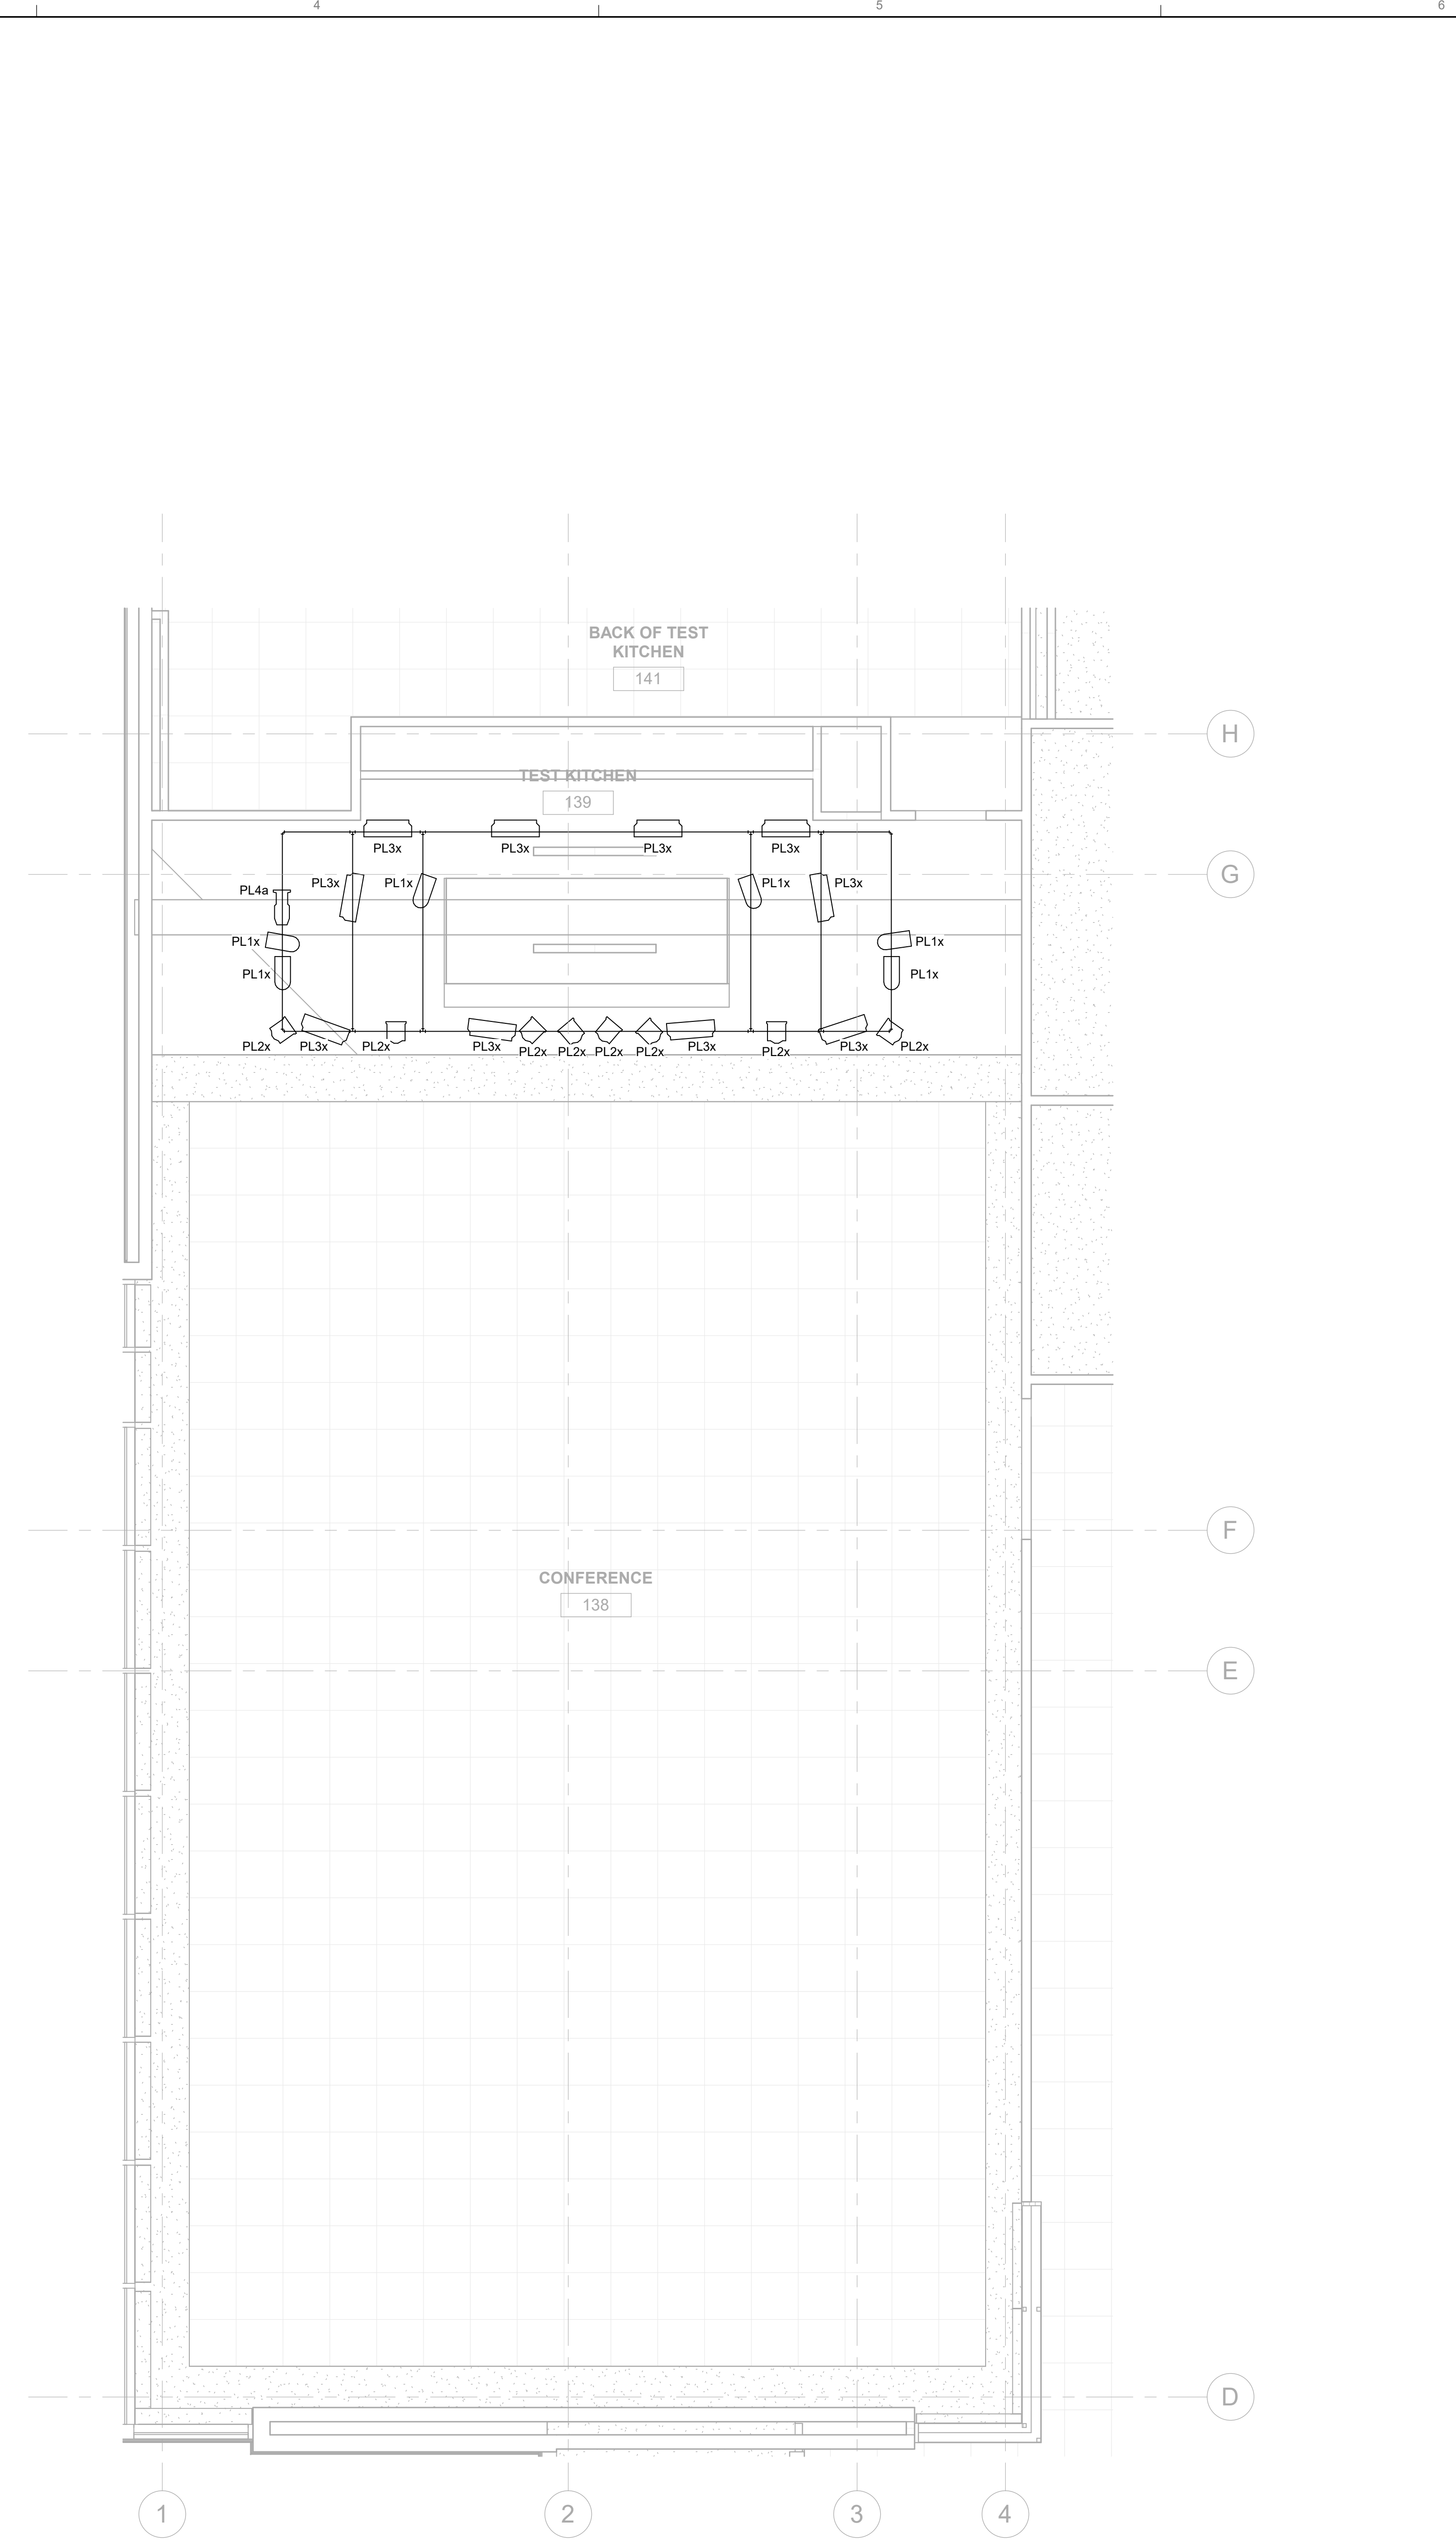 4
5
6
BACK OF TEST
KITCHEN
141
H
TEST KITCHEN
139
PL3x
PL3x
PL3x
PL3x
G
PL4a
PL3x
PL1x
PL1x
PL3x
PL1x
PL1x
PL1x
PL1x
PL2x
PL3x
PL2x
PL3x
PL2x
PL2x
PL2x
PL2x
PL3x
PL2x
PL3x
PL2x
F
CONFERENCE
138
E
D
1
2
3
4